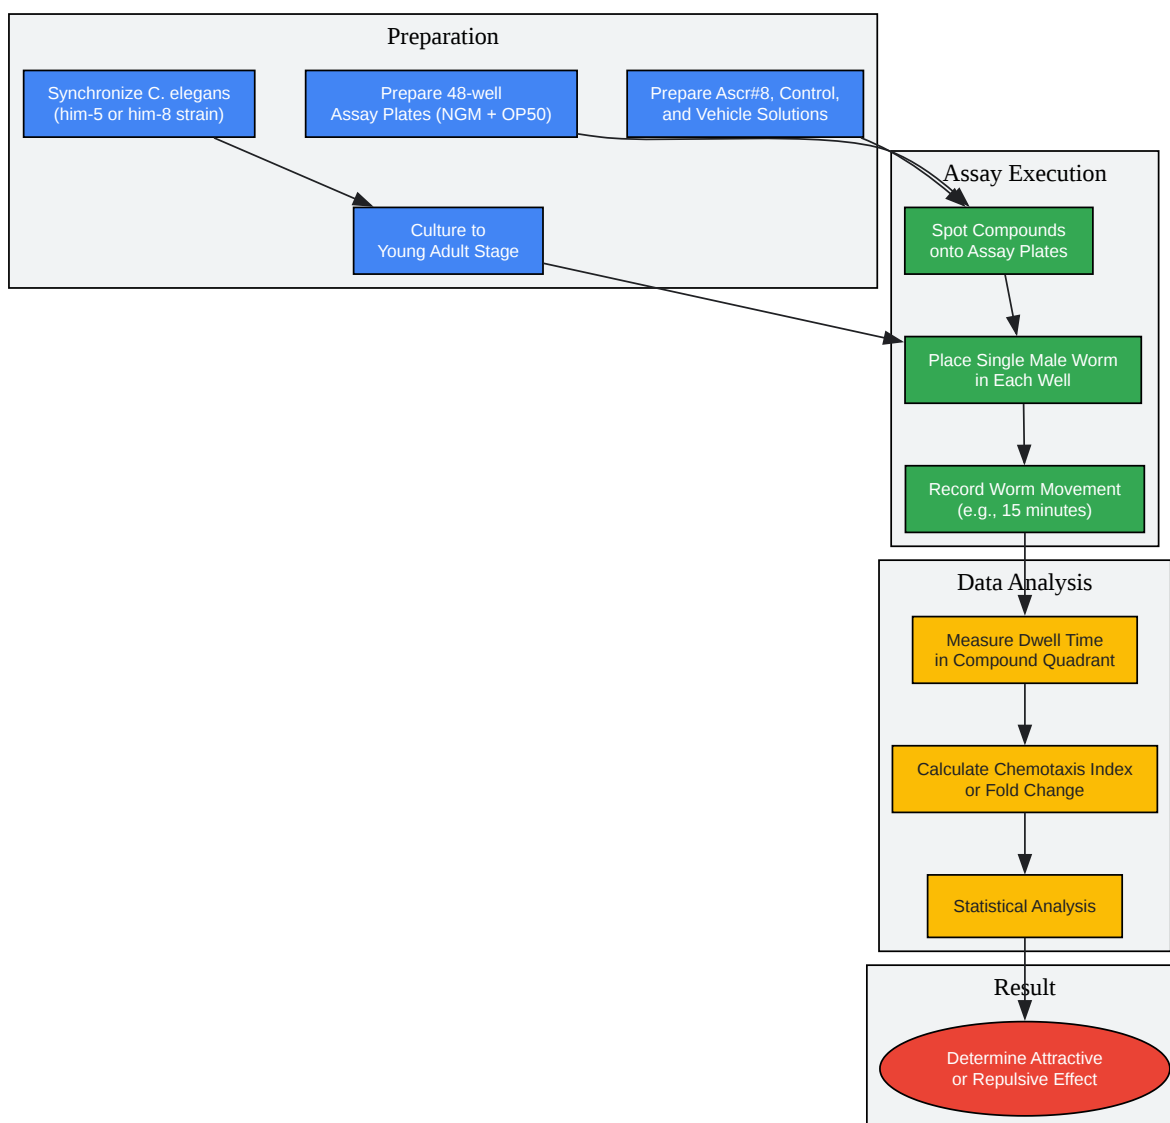 Preparation
Synchronize C. elegans
(him-5 or him-8 strain)
Prepare 48-well
Assay Plates (NGM + OP50)
Prepare Ascr#8, Control,
and Vehicle Solutions
Culture to
Young Adult Stage
Assay Execution
Spot Compounds
onto Assay Plates
Place Single Male Worm
in Each Well
Record Worm Movement
(e.g., 15 minutes)
Data Analysis
Measure Dwell Time
in Compound Quadrant
Calculate Chemotaxis Index
or Fold Change
Statistical Analysis
Result
Determine Attractive
or Repulsive Effect